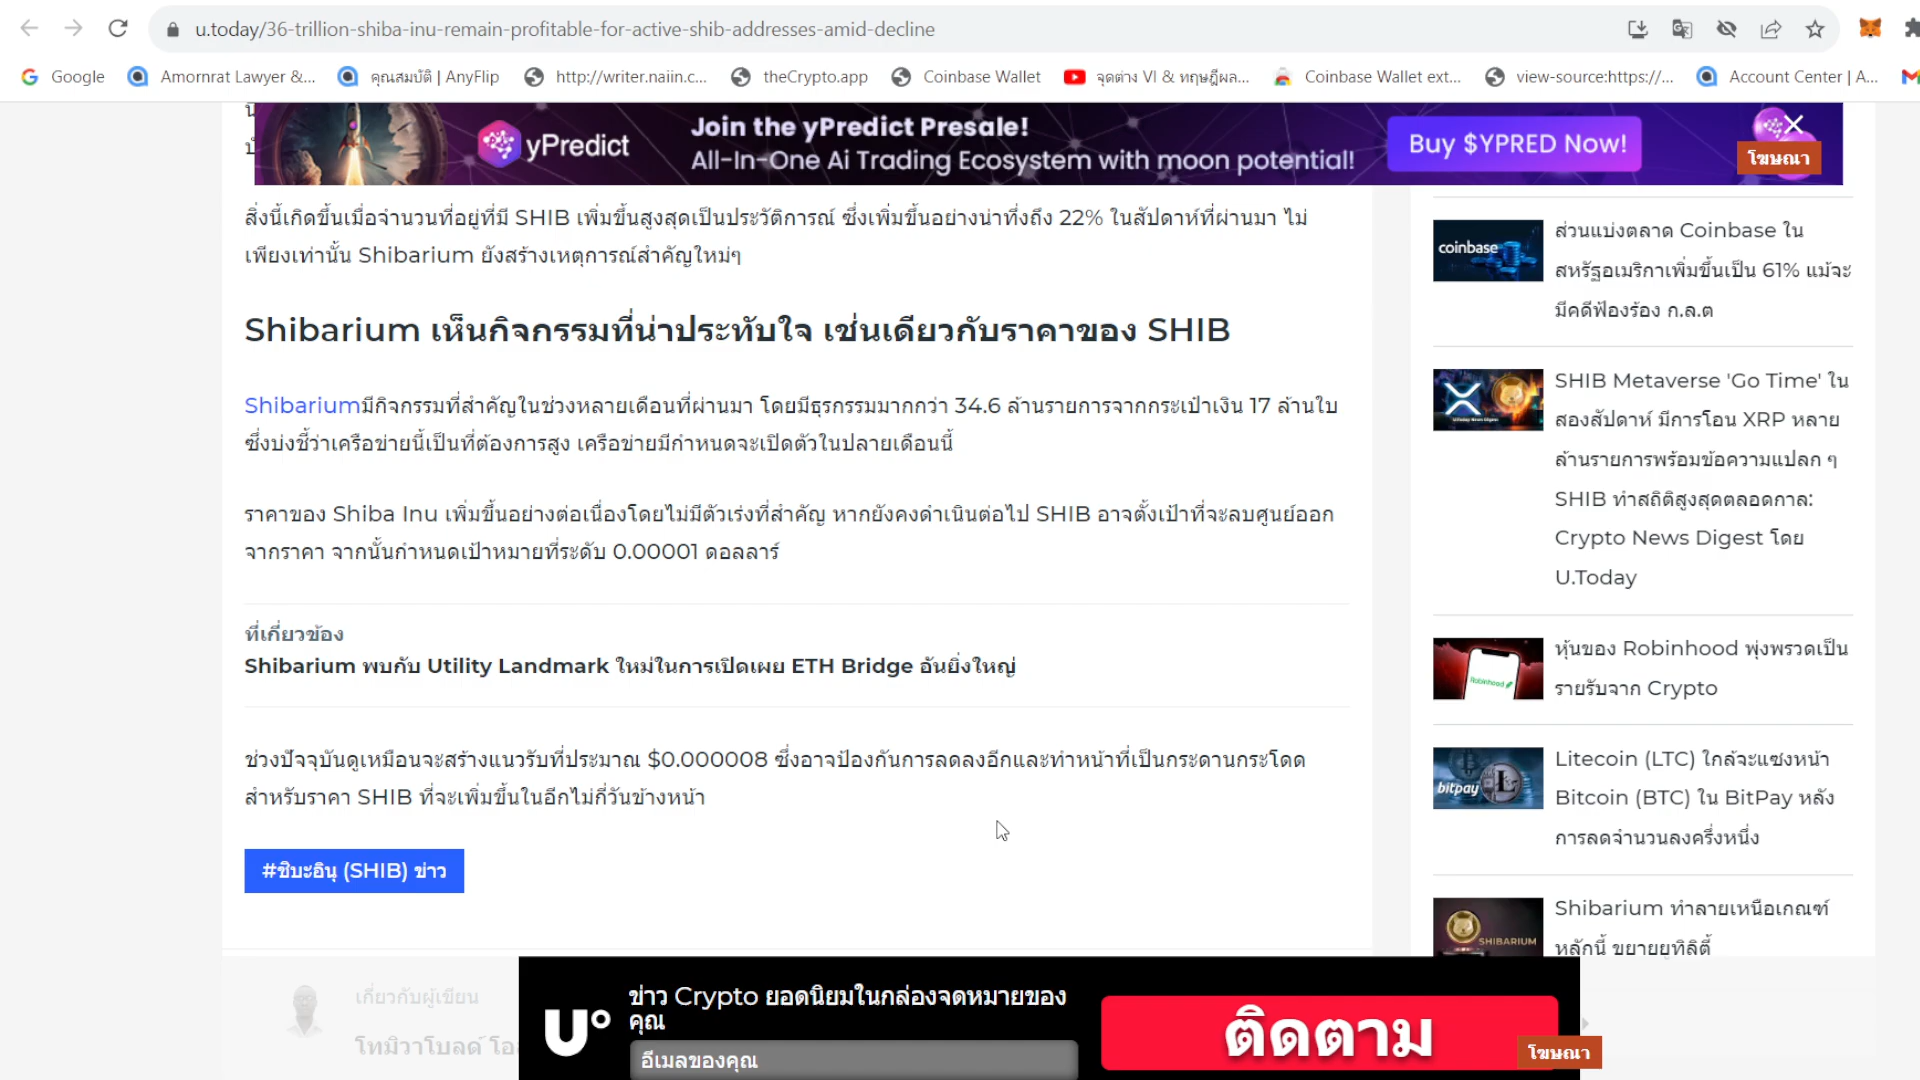 u.today/36-trillion-shiba-inu-remain-profitable-for-active-shib-addresses-amid-decline
Google
Amornrat Lawyer &...
คุณสมบัติ | AnyFlip
http://writer.naiin.c...
theCrypto.app
Coinbase Wallet
จุดต่าง VI & ทฤษฎีผล...
Coinbase Wallet ext...
view-source:https://...
Account Center | A...
yPredict
Join the yPredict Presale!
All-In-One Ai Trading Ecosystem with moon potential!
Buy $YPRED Now!
โฆษณา
สิ่งนี้เกิดขึ้นเมื่อจำนวนที่อยู่ที่มี SHIB เพิ่มขึ้นสูงสุดเป็นประวัติการณ์ ซึ่งเพิ่มขึ้นอย่างน่าทึ่งถึง 22% ในสัปดาห์ที่ผ่านมา ไม่
เพียงเท่านั้น Shibarium ยังสร้างเหตุการณ์สำคัญใหม่ๆ
Shibarium เห็นกิจกรรมที่น่าประทับใจ เช่นเดียวกับราคาของ SHIB
Shibariumมีกิจกรรมที่สำคัญในช่วงหลายเดือนที่ผ่านมา โดยมีธุรกรรมมากกว่า 34.6 ล้านรายการจากกระเป๋าเงิน 17 ล้านใบ
ซึ่งบ่งชี้ว่าเครือข่ายนี้เป็นที่ต้องการสูง เครือข่ายมีกำหนดจะเปิดตัวในปลายเดือนนี้
ราคาของ Shiba Inu เพิ่มขึ้นอย่างต่อเนื่องโดยไม่มีตัวเร่งที่สำคัญ หากยังคงดำเนินต่อไป SHIB อาจตั้งเป้าที่จะลบศูนย์ออก
จากราคา จากนั้นกำหนดเป้าหมายที่ระดับ 0.00001 ดอลลาร์
ที่เกี่ยวข้อง
Shibarium พบกับ Utility Landmark ใหม่ในการเปิดเผย ETH Bridge อันยิ่งใหญ่
ช่วงปัจจุบันดูเหมือนจะสร้างแนวรับที่ประมาณ $0.000008 ซึ่งอาจป้องกันการลดลงอีกและทำหน้าที่เป็นกระดานกระโดด
สำหรับราคา SHIB ที่จะเพิ่มขึ้นในอีกไม่กี่วันข้างหน้า
#ชิบะอินุ (SHIB) ข่าว
เกี่ยวกับผู้เขียน
โทมิวาโบลด์ โอ
coinbase
ส่วนแบ่งตลาด Coinbase ใน
สหรัฐอเมริกาเพิ่มขึ้นเป็น 61% แม้จะ
มีคดีฟ้องร้อง ก.ล.ต
SHIB Metaverse 'Go Time' ใน
สองสัปดาห์ มีการโอน XRP หลาย
ล้านรายการพร้อมข้อความแปลก ๆ
SHIB ทำสถิติสูงสุดตลอดกาล:
Crypto News Digest โดย
U.Today
Robinhood
หุ้นของ Robinhood พุ่งพรวดเป็น
รายรับจาก Crypto
bitpay
Litecoin (LTC) ใกล้จะแซงหน้า
Bitcoin (BTC) ใน BitPay หลัง
การลดจำนวนลงครึ่งหนึ่ง
SHIBARIUM
Shibarium ทำลายเหนือเกณฑ์
หลักนี้ ขยายยูทิลิตี้
U°
ข่าว Crypto ยอดนิยมในกล่องจดหมายของ
คุณ
อีเมลของคุณ
ติดตาม
โฆษณา